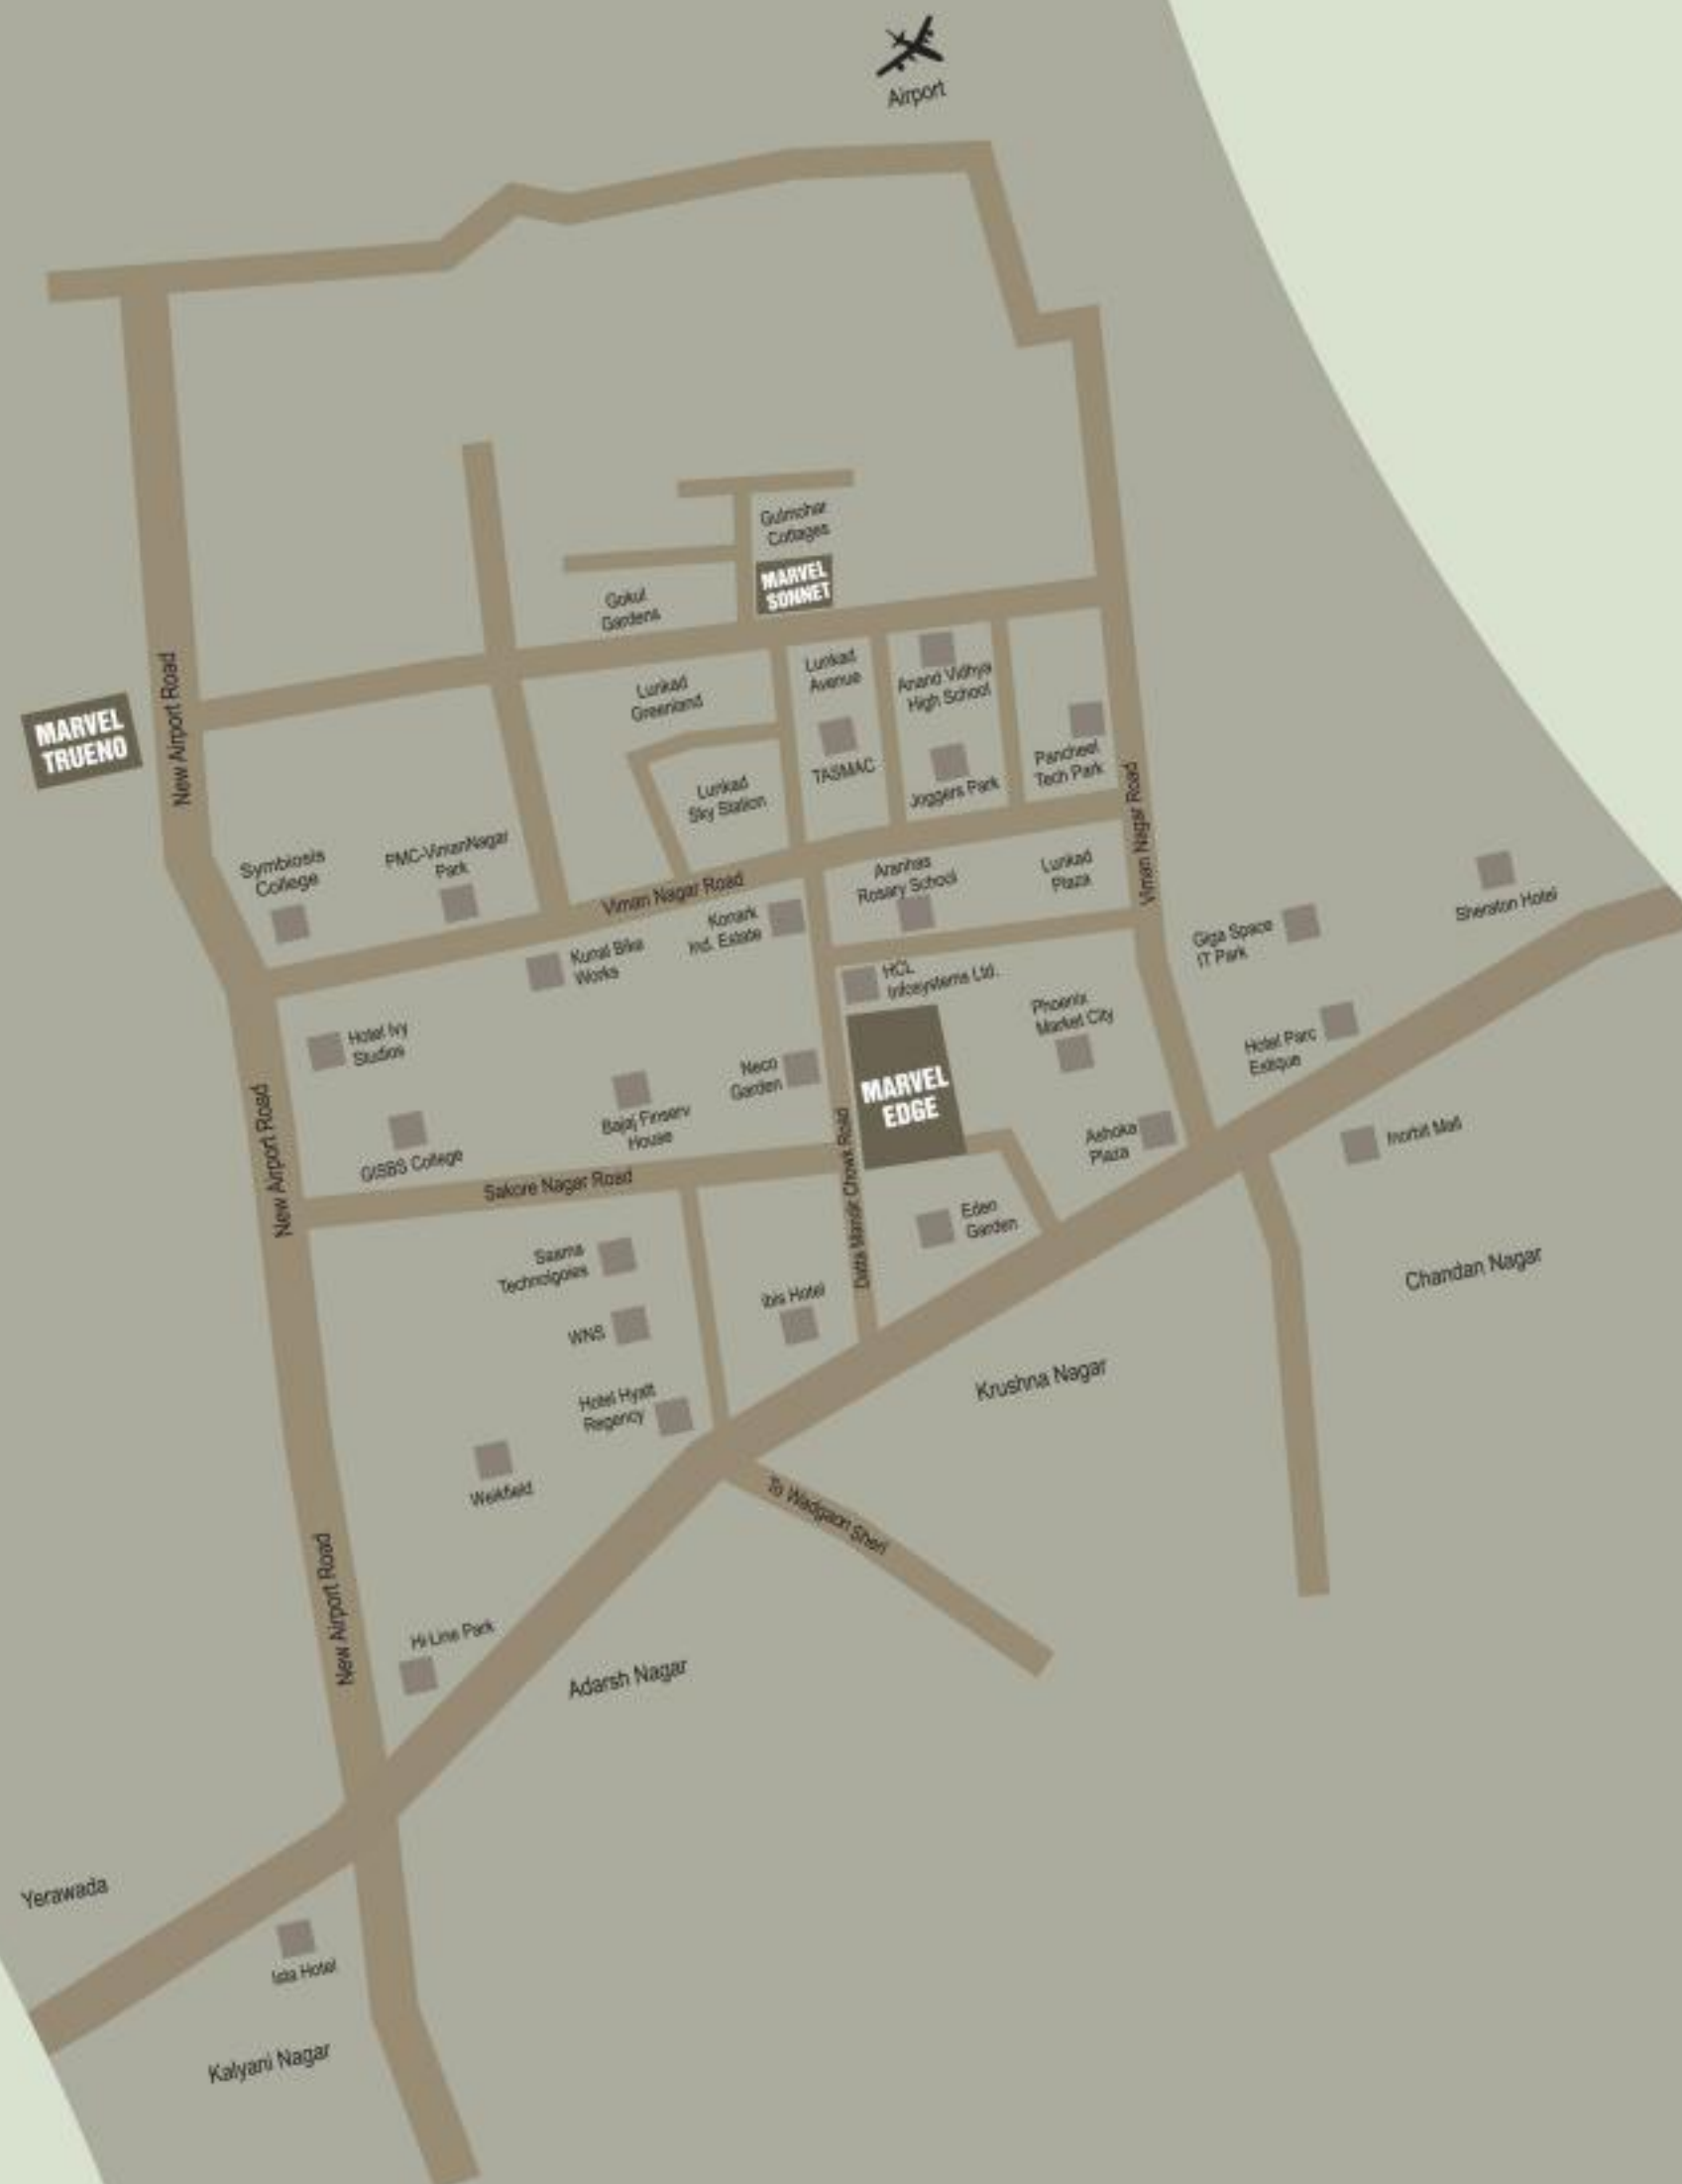 Airport
Gulmohar
Cottages
MARVEL
SONNET
Gokul
Gardens
New Airport Road
MARVEL
TRUENO
Lunkad
Greenland
Lunkad
Avenue
Anand Vidhya
High School
TASMAC
Joggers Park
Pancheel
Tech Park
Lunkad
Sky Station
Viman Nagar Road
Symbiosis
College
PMC-VimanNagar
Park
Viman Nagar Road
Aranhas
Rosary School
Lunkad
Plaza
Konark
Ind. Estate
Kunal Bike
Works
HCL
Infosystems Ltd.
Giga Space
IT Park
Sheraton Hotel
Hotel Ivy
Studios
Phoenix
Market City
Hotel Parc
Estique
Neco
Garden
MARVEL
EDGE
Bajaj Finserv
House
GISBS College
Ashoka
Plaza
Inorbit Mall
New Airport Road
Sakore Nagar Road
Datta Mandir Chowk Road
Eden
Garden
Saama
Technolgoies
Chandan Nagar
Ibis Hotel
WNS
Krushna Nagar
Hotel Hyatt
Regency
Weikfield
To Wadgaon Sheri
New Airport Road
Hi Line Park
Adarsh Nagar
Yerawada
Ista Hotel
Kalyani Nagar